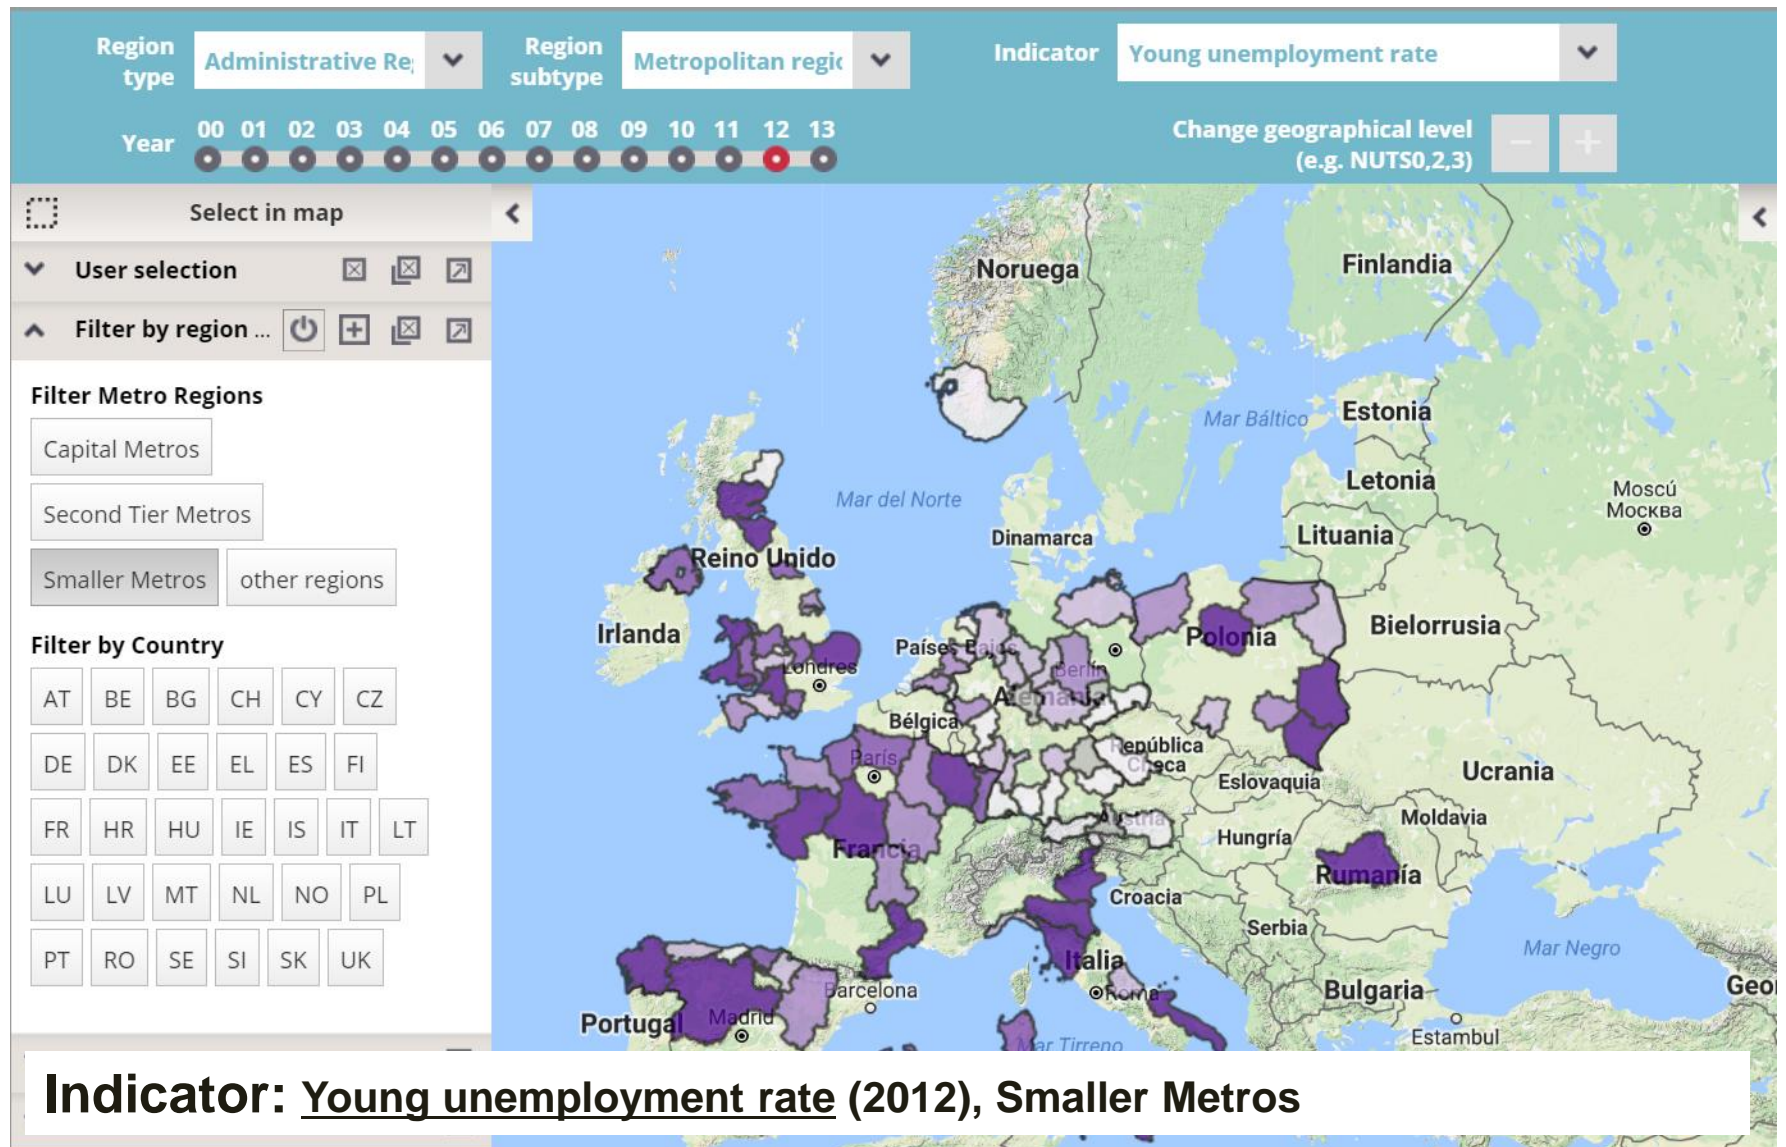 Region type
Administrative Re
Region subtype
Metropolitan regic
Indicator
Young unemployment rate
Year
00 01 02 03 04 05 06 07 08 09 10 11 12 13
Change geographical level
(e.g. NUTS0,2,3)
Select in map
User selection
Filter by region ...
Filter Metro Regions
Capital Metros
Second Tier Metros
Smaller Metros other regions
Filter by Country
AT BE BG CH CY CZ
DE DK EE EL ES FI
FR HR HU IE IS IT LT
LU LV MT NL NO PL
PT RO SE SI SK UK
Noruega
Finlandia
Mar Báltico
Estonia
Letonia
Moscú
Москва
Mar del Norte
Dinamarca
Lituania
Reino Unido
Irlanda
Países Bajos
Polonia
Bielorrusia
Londres
Berlín
Alemania
Bélgica
República
Checa
París
Eslovaquia
Ucrania
Austria
Hungría
Moldavia
Francia
Rumanía
Croacia
Serbia
Mar Negro
Italia
Barcelona
Roma
Bulgaria
Geor
Portugal
Madrid
Mar Tirreno
Estambul
Indicator: Young unemployment rate (2012), Smaller Metros